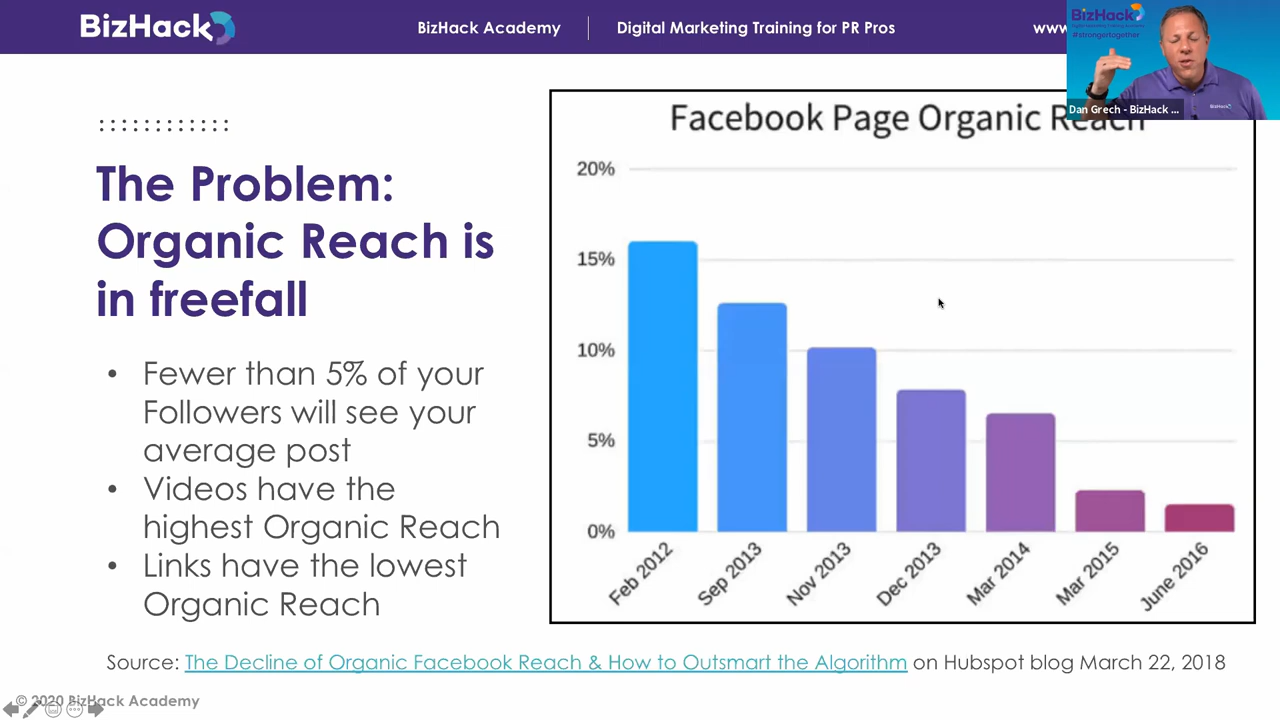 BizHack
BizHack Academy
Digital Marketing Training for PR Pros
www
BizHack
#strongertogether
BizHack
Dan Grech - BizHack ...
The Problem:
Organic Reach is
in freefall
• Fewer than 5% of your
Followers will see your
average post
• Videos have the
highest Organic Reach
• Links have the lowest
Organic Reach
Facebook Page Organic Reach
20%
15%
10%
5%
0%
Feb 2012
Sep 2013
Nov 2013
Dec 2013
Mar 2014
Mar 2015
June 2016
Source: The Decline of Organic Facebook Reach & How to Outsmart the Algorithm on Hubspot blog March 22, 2018
© 2020 BizHack Academy